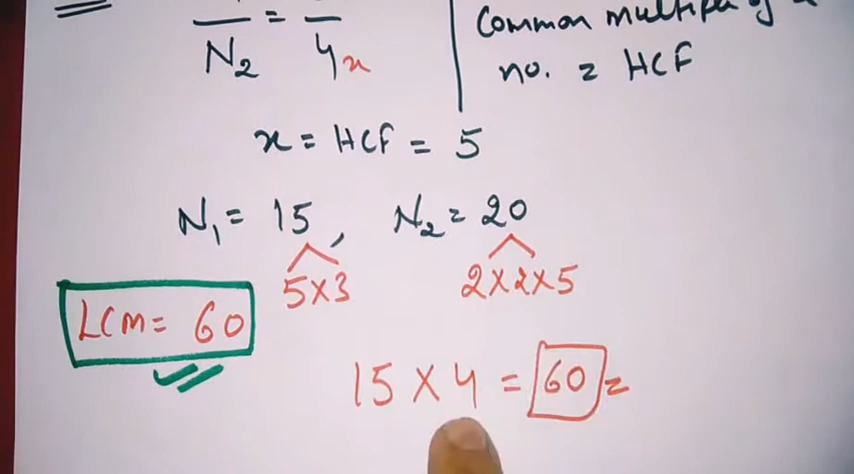 N₂ = 4x
Common multiple of
no. = HCF
x = HCF = 5
N₁ = 15, N₂ = 20
5×3 2×2×5
LCM = 60
15 × 4 = 60 =